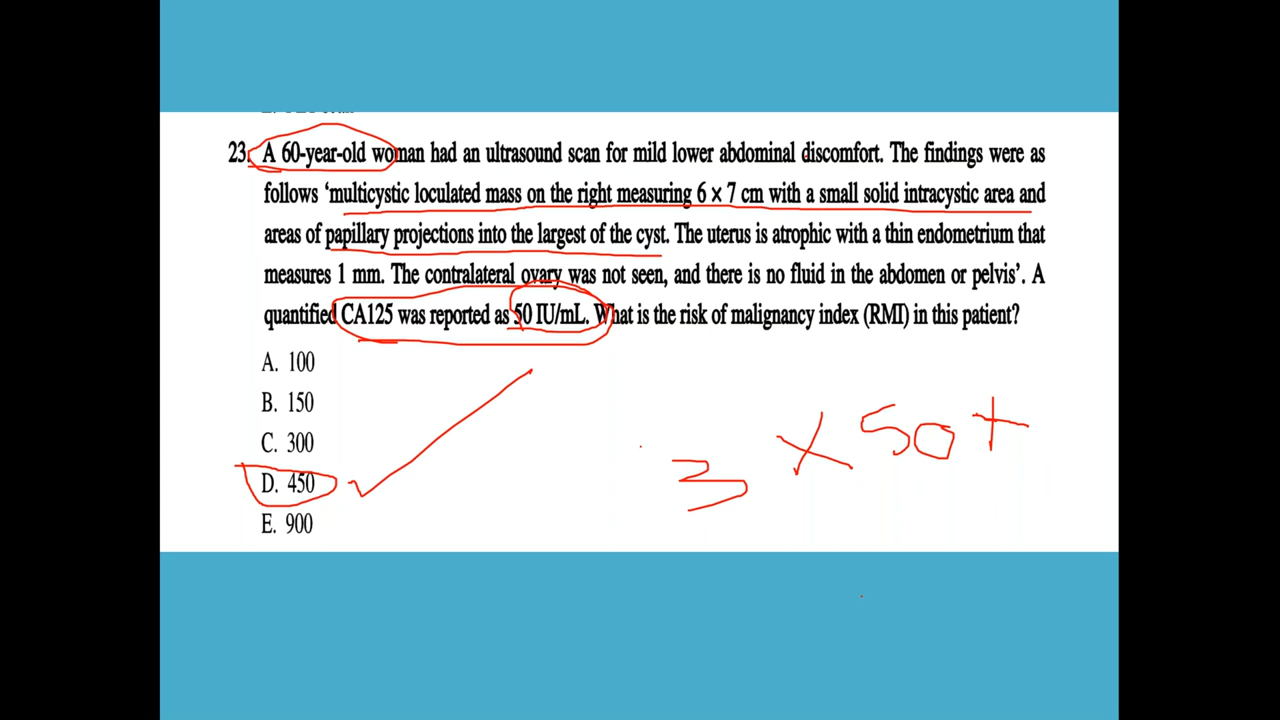 23. A 60-year-old woman had an ultrasound scan for mild lower abdominal discomfort. The findings were as
follows ‘multicystic loculated mass on the right measuring 6 × 7 cm with a small solid intracystic area and
areas of papillary projections into the largest of the cyst. The uterus is atrophic with a thin endometrium that
measures 1 mm. The contralateral ovary was not seen, and there is no fluid in the abdomen or pelvis’. A
quantified CA125 was reported as 50 IU/mL. What is the risk of malignancy index (RMI) in this patient?
A. 100
B. 150
C. 300
D. 450
E. 900
3 × 50 +